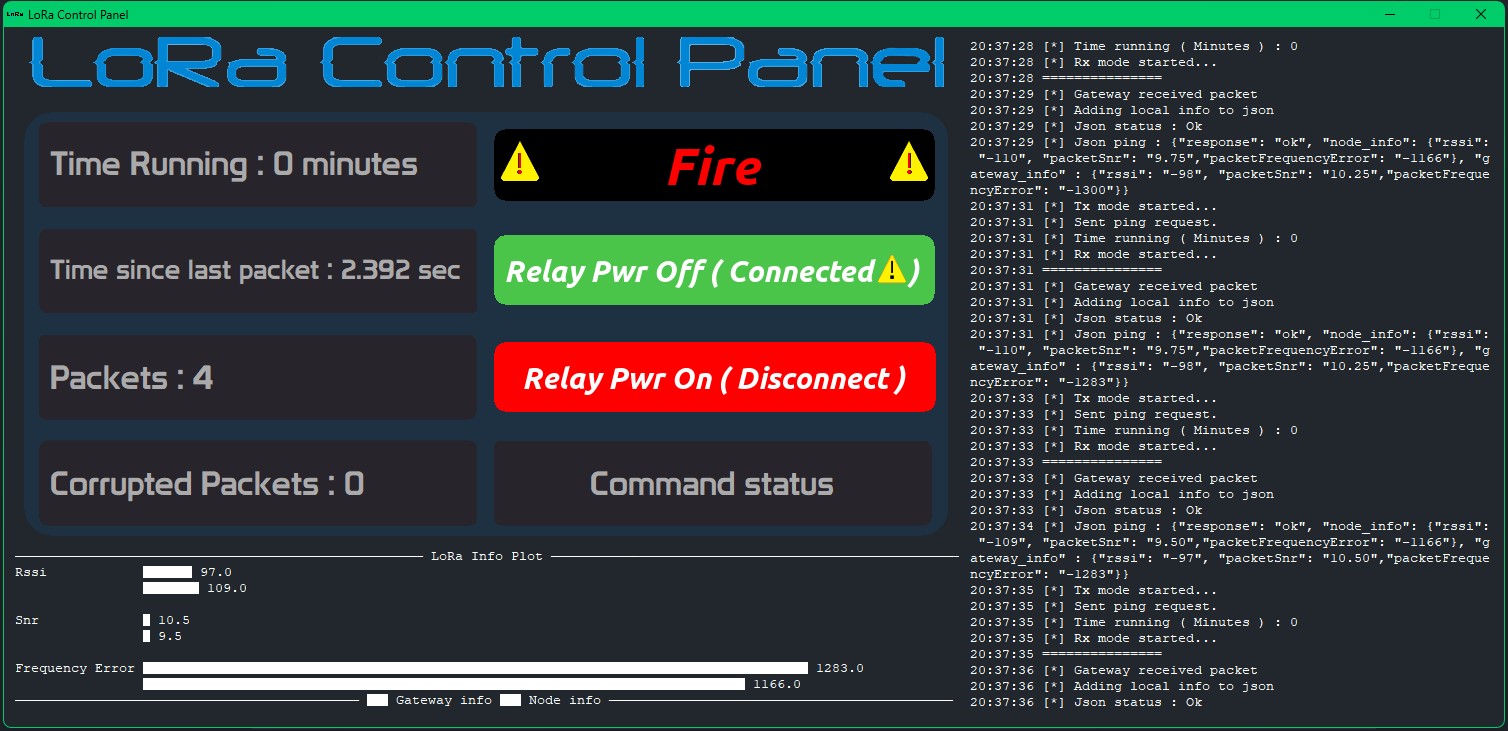 LoRa LoRa Control Panel
LoRa Control Panel
Time Running : 0 minutes
Fire
Time since last packet : 2.392 sec
Relay Pwr Off ( Connected⚠)
Packets : 4
Relay Pwr On ( Disconnect )
Corrupted Packets : 0
Command status
LoRa Info Plot
Rssi 97.0
109.0
Snr 10.5
9.5
Frequency Error 1283.0
1166.0
Gateway info Node info
20:37:28 [*] Time running ( Minutes ) : 0
20:37:28 [*] Rx mode started...
20:37:28 ===============
20:37:29 [*] Gateway received packet
20:37:29 [*] Adding local info to json
20:37:29 [*] Json status : Ok
20:37:29 [*] Json ping : {"response": "ok", "node_info": {"rssi":
"-110", "packetSnr": "9.75","packetFrequencyError": "-1166"}, "g
ateway_info" : {"rssi": "-98", "packetSnr": "10.25","packetFreque
ncyError": "-1300"}}
20:37:31 [*] Tx mode started...
20:37:31 [*] Sent ping request.
20:37:31 [*] Time running ( Minutes ) : 0
20:37:31 [*] Rx mode started...
20:37:31 ===============
20:37:31 [*] Gateway received packet
20:37:31 [*] Adding local info to json
20:37:31 [*] Json status : Ok
20:37:31 [*] Json ping : {"response": "ok", "node_info": {"rssi":
"-110", "packetSnr": "9.75","packetFrequencyError": "-1166"}, "g
ateway_info" : {"rssi": "-98", "packetSnr": "10.25","packetFreque
ncyError": "-1283"}}
20:37:33 [*] Tx mode started...
20:37:33 [*] Sent ping request.
20:37:33 [*] Time running ( Minutes ) : 0
20:37:33 [*] Rx mode started...
20:37:33 ===============
20:37:33 [*] Gateway received packet
20:37:33 [*] Adding local info to json
20:37:33 [*] Json status : Ok
20:37:34 [*] Json ping : {"response": "ok", "node_info": {"rssi":
"-109", "packetSnr": "9.50","packetFrequencyError": "-1166"}, "g
ateway_info" : {"rssi": "-97", "packetSnr": "10.50","packetFreque
ncyError": "-1283"}}
20:37:35 [*] Tx mode started...
20:37:35 [*] Sent ping request.
20:37:35 [*] Time running ( Minutes ) : 0
20:37:35 [*] Rx mode started...
20:37:35 ===============
20:37:36 [*] Gateway received packet
20:37:36 [*] Adding local info to json
20:37:36 [*] Json status : Ok